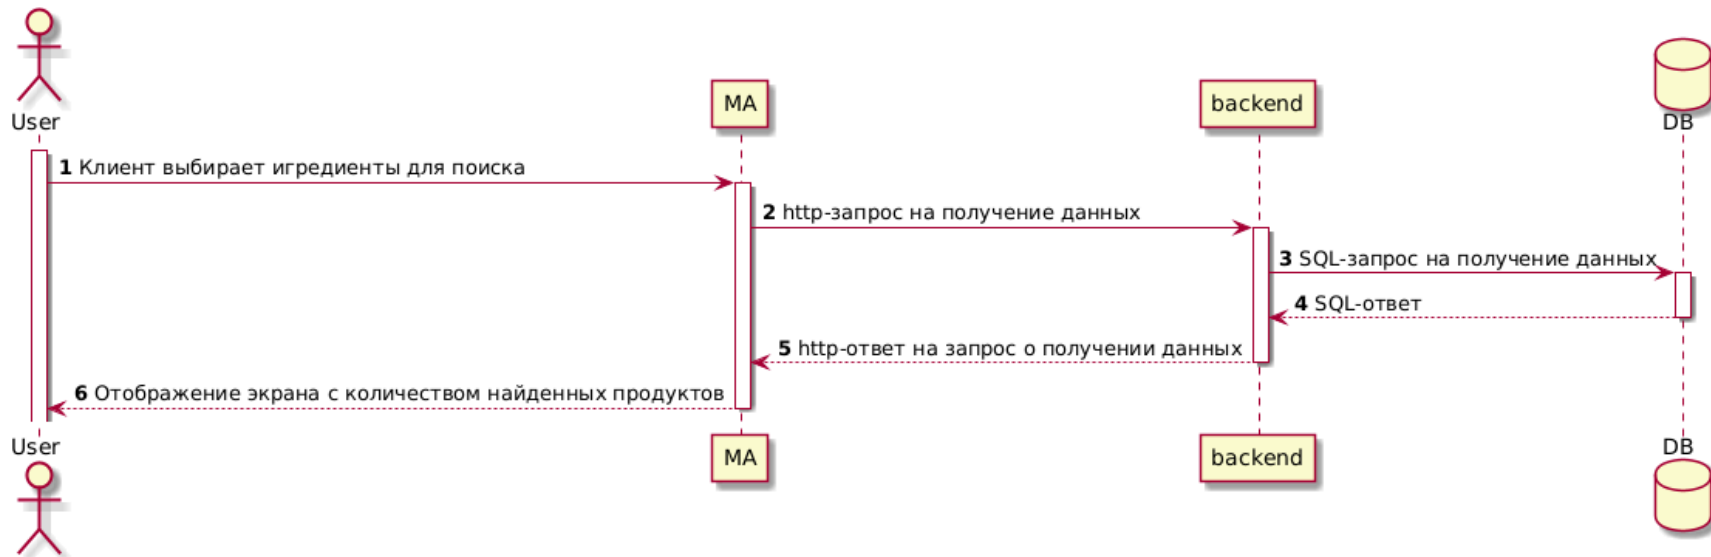 User
MA
backend
DB
1 Клиент выбирает игредиенты для поиска
2 http-запрос на получение данных
3 SQL-запрос на получение данных
4 SQL-ответ
5 http-ответ на запрос о получении данных
6 Отображение экрана с количеством найденных продуктов
User
MA
backend
DB